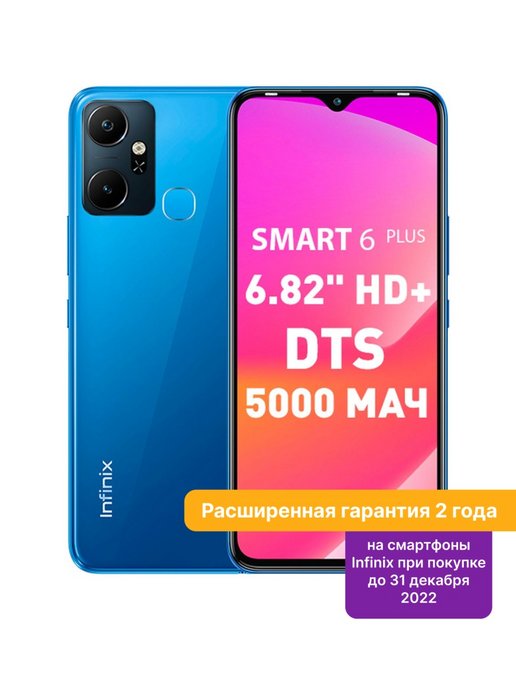 SMART 6 PLUS
6.82" HD+
DTS
5000 МАЧ
Infinix
Расширенная гарантия 2 года
на смартфоны
Infinix при покупке
до 31 декабря
2022